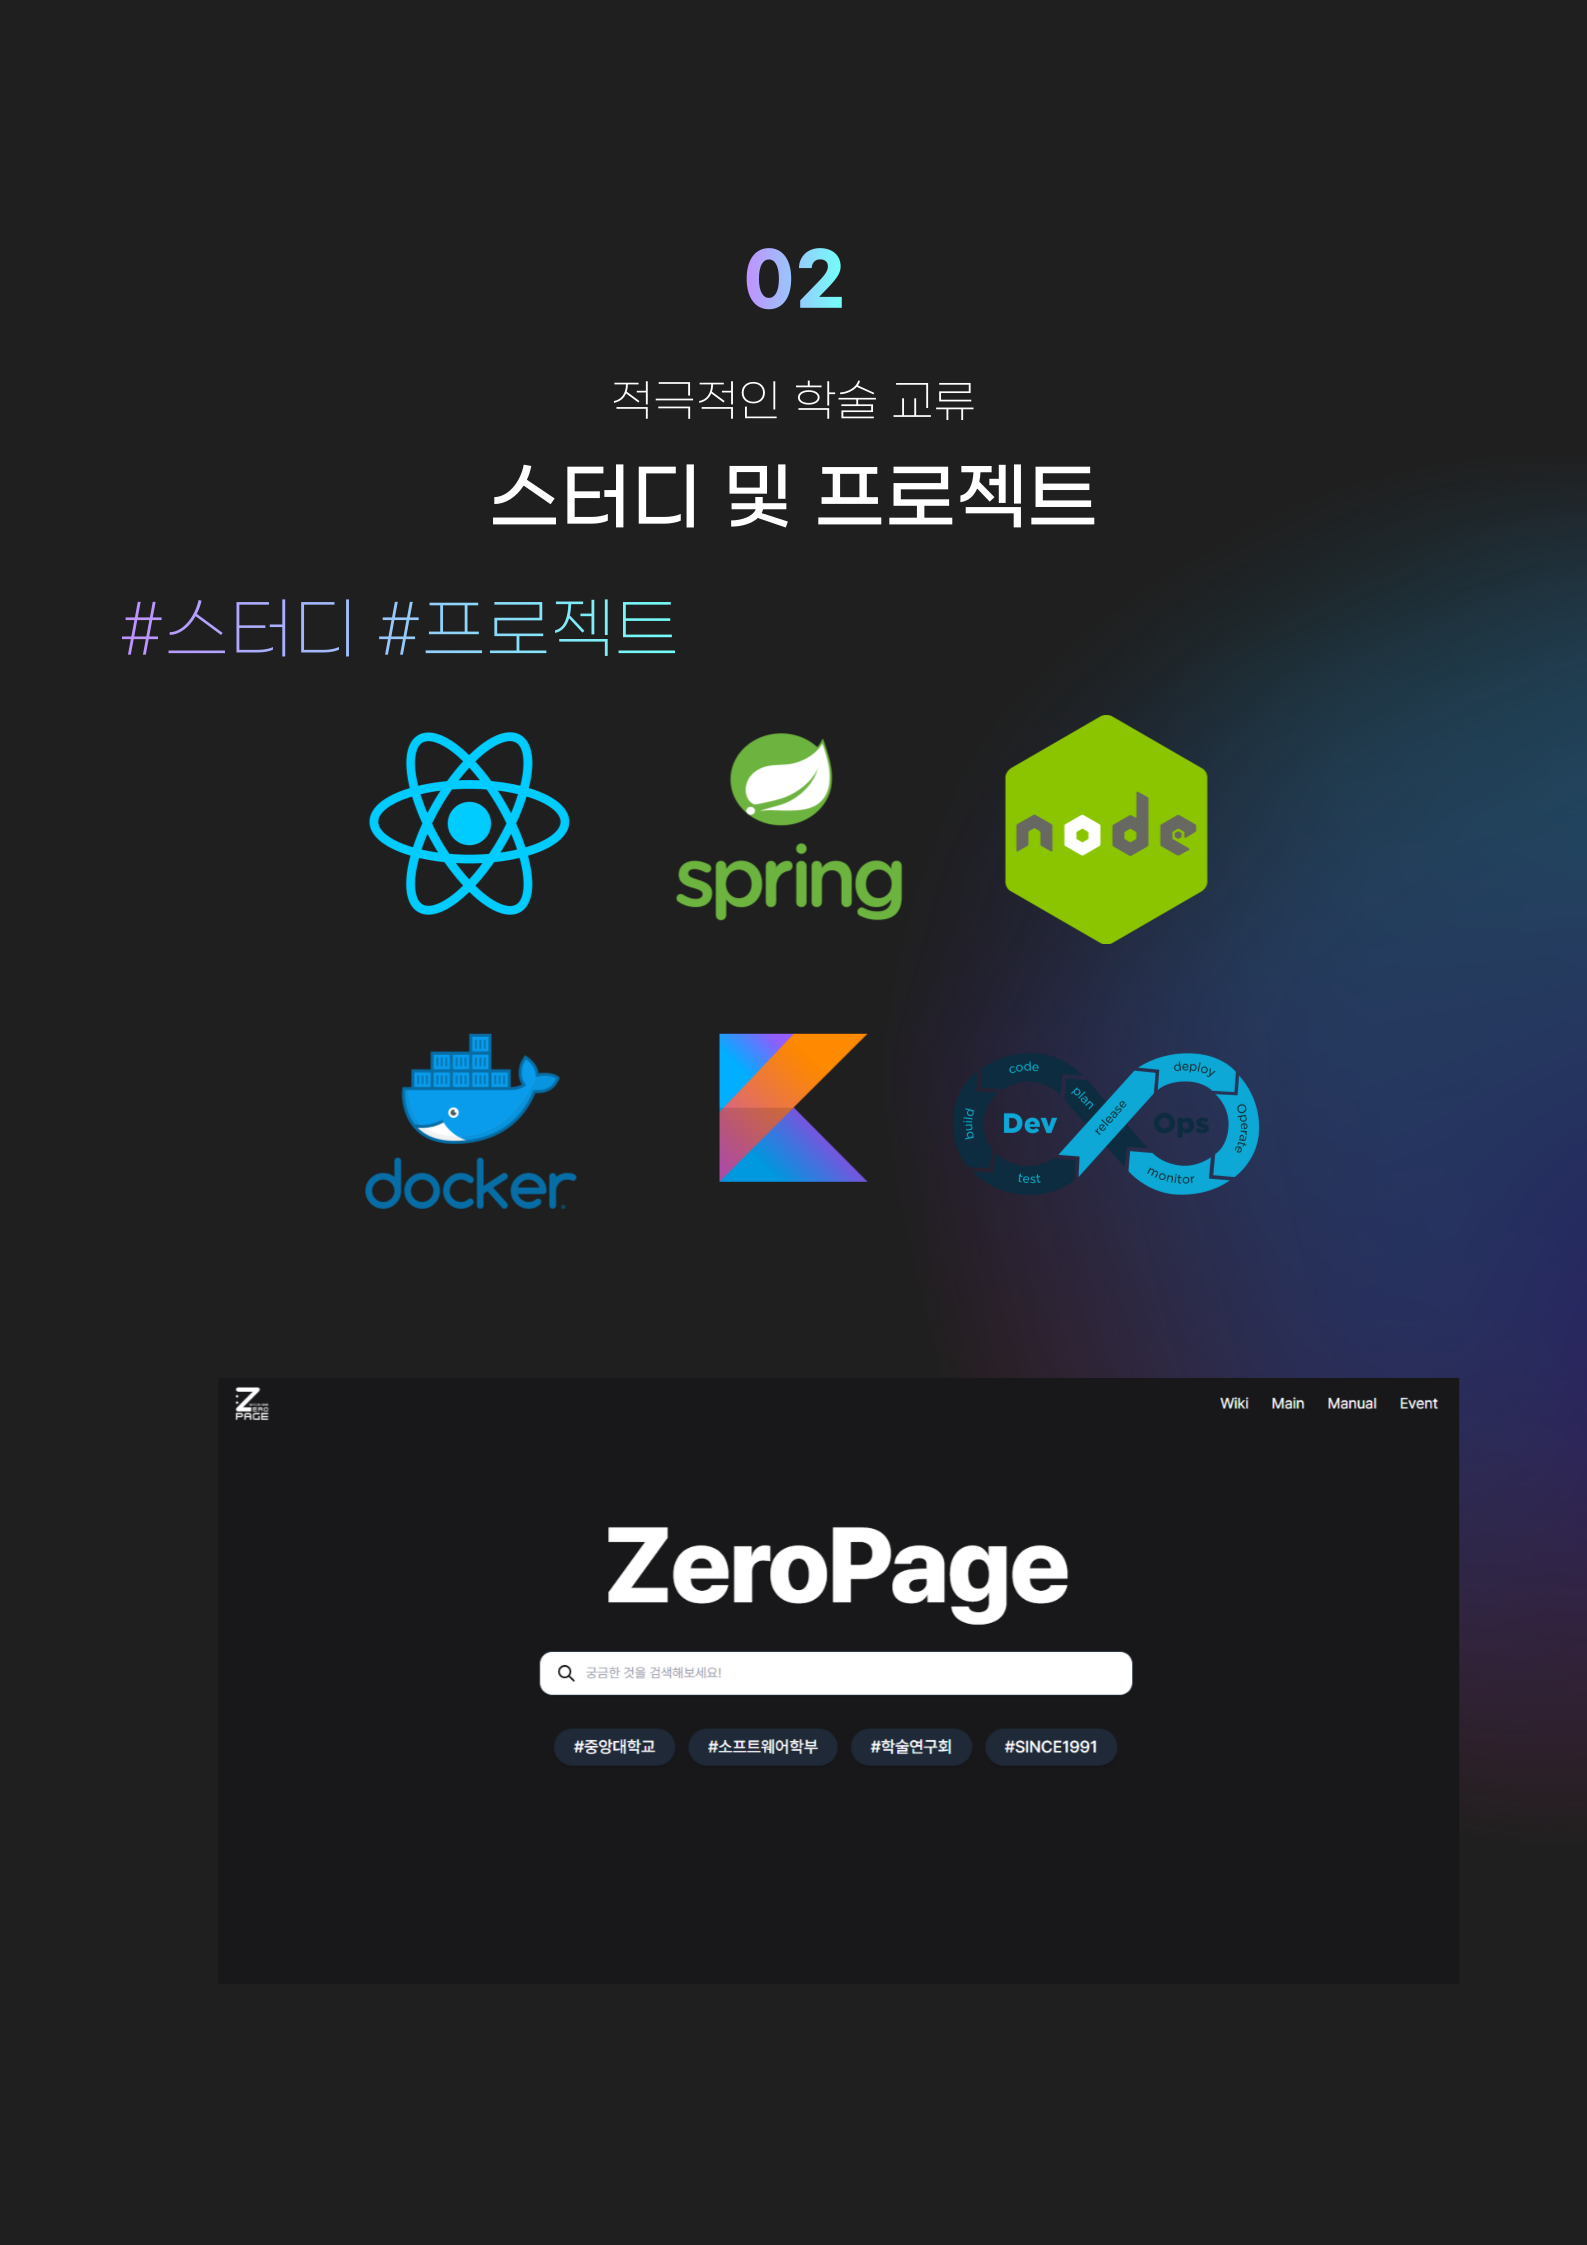 02
적극적인 학술 교류
스터디 및 프로젝트
#스터디 #프로젝트
spring
node
docker
code
plan
build
Dev
test
release
deploy
Ops
Operate
monitor
Z
ZERO
PAGE
Wiki Main Manual Event
ZeroPage
궁금한 것을 검색해보세요!
#중앙대학교 #소프트웨어학부 #학술연구회 #SINCE1991